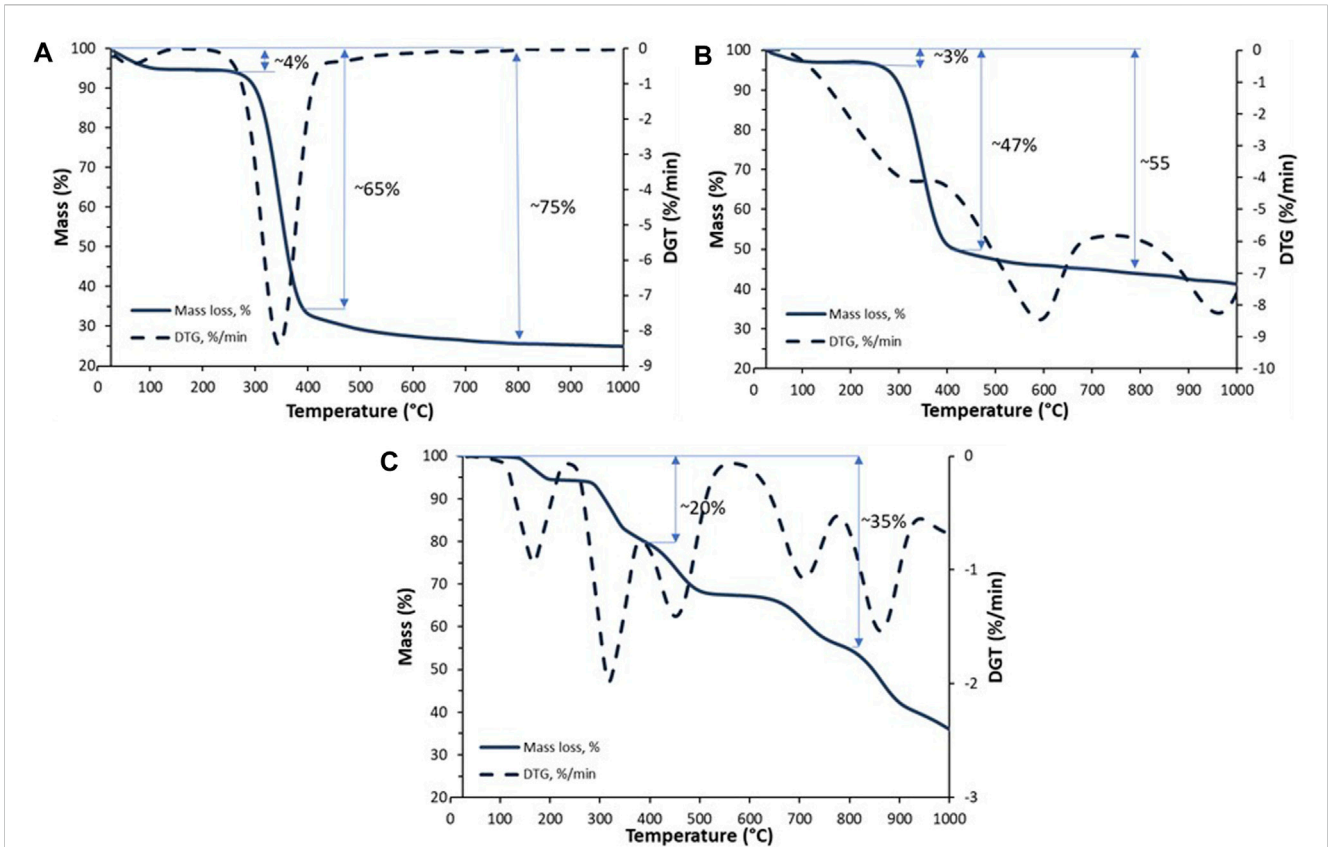 A
100
90
80
70
60
50
40
30
20
Mass (%)
0 100 200 300 400 500 600 700 800 900 1000
Temperature (°C)
0
-1
-2
-3
-4
-5
-6
-7
-8
-9
DGT (%/min)
~4%
~65%
~75%
Mass loss, %
DTG, %/min
B
100
90
80
70
60
50
40
30
20
Mass (%)
0 100 200 300 400 500 600 700 800 900 1000
Temperature (°C)
0
-1
-2
-3
-4
-5
-6
-7
-8
-9
-10
DTG (%/min)
~3%
~47%
~55
Mass loss, %
DTG, %/min
C
100
90
80
70
60
50
40
30
20
Mass (%)
0 100 200 300 400 500 600 700 800 900 1000
Temperature (°C)
0
-1
-2
-3
DGT (%/min)
~20%
~35%
Mass loss, %
DTG, %/min